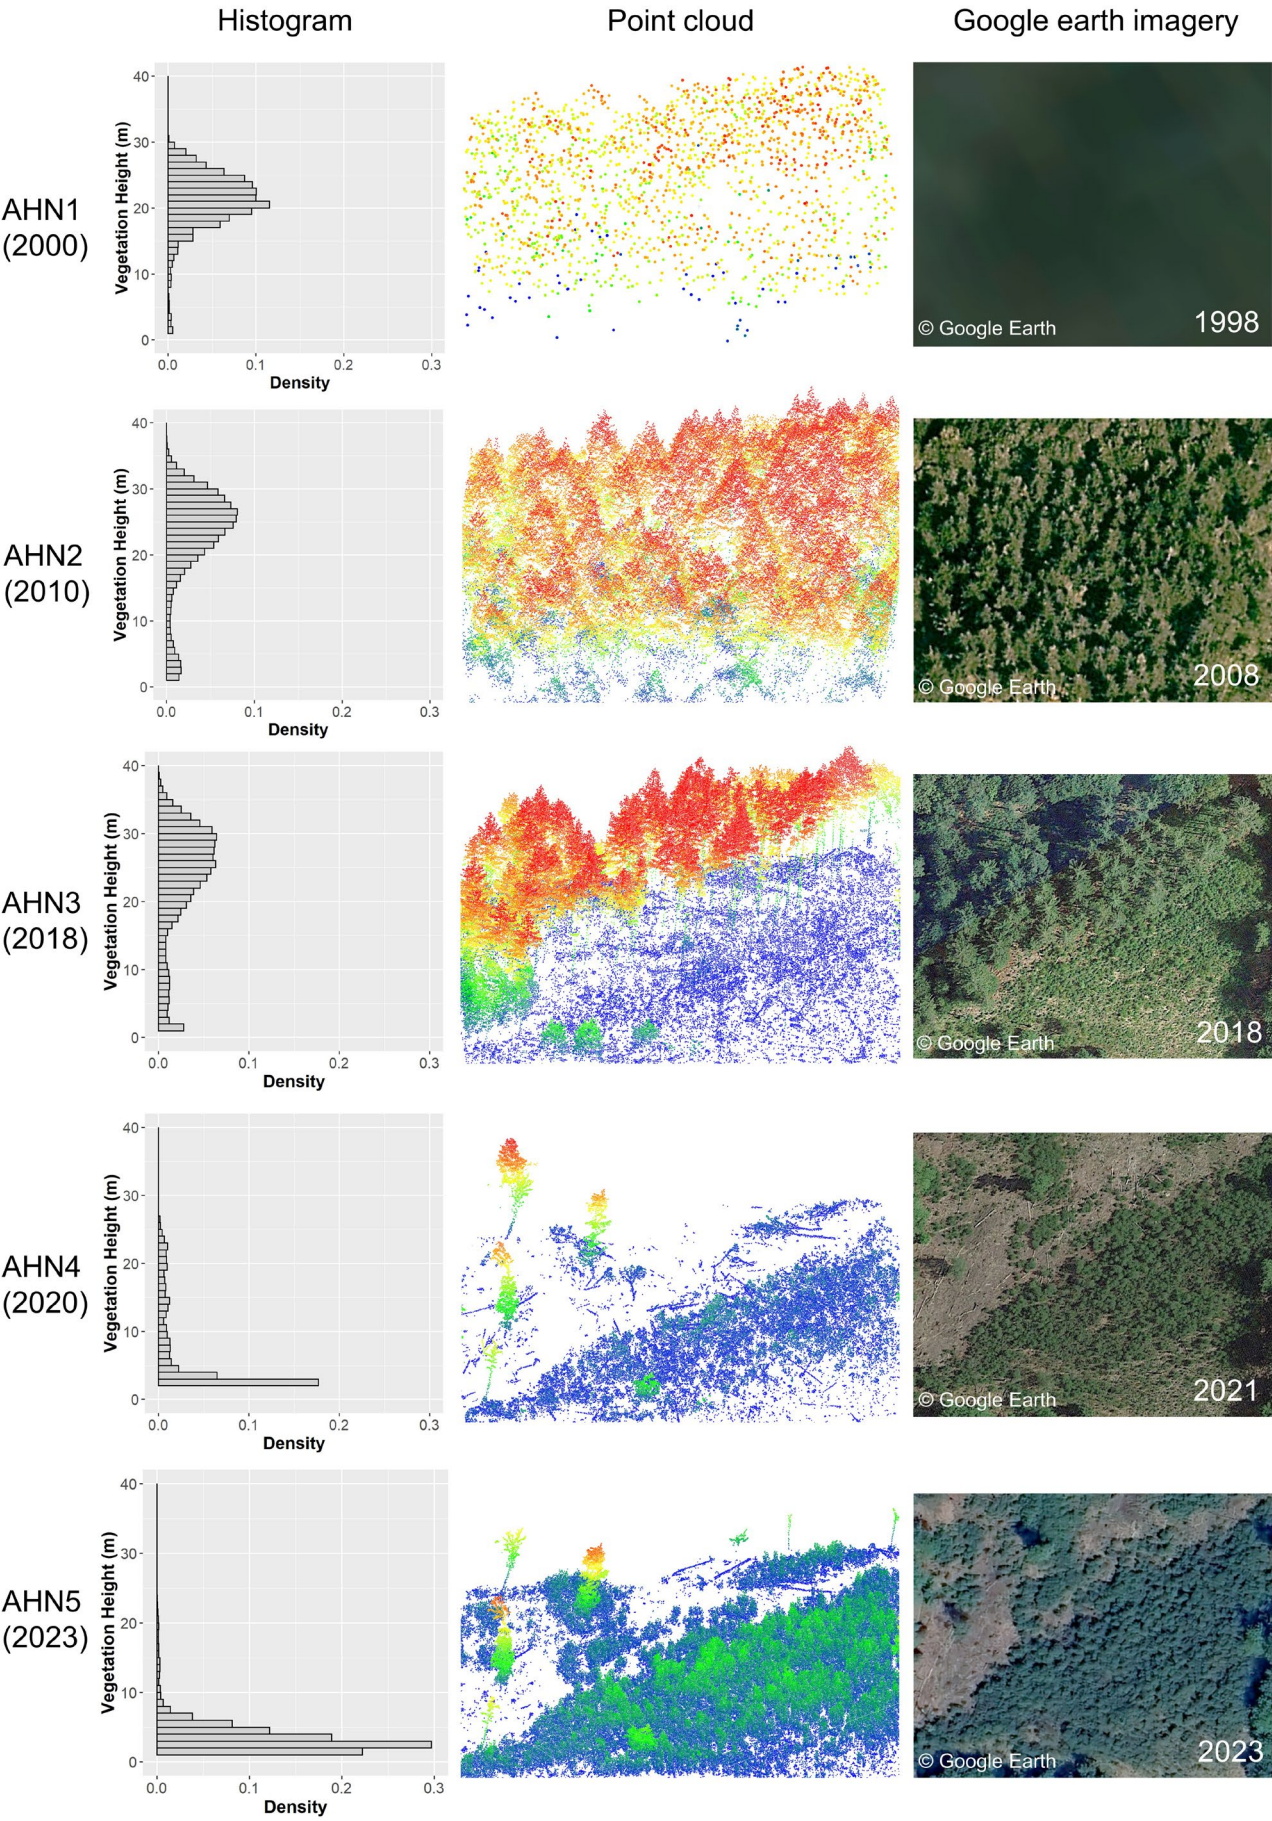 Histogram
Point cloud
Google earth imagery
AHN1
(2000)
Vegetation Height (m)
40
30
20
10
0
0.0 0.1 0.2 0.3
Density
© Google Earth
1998
AHN2
(2010)
Vegetation Height (m)
40
30
20
10
0
0.0 0.1 0.2 0.3
Density
© Google Earth
2008
AHN3
(2018)
Vegetation Height (m)
40
30
20
10
0
0.0 0.1 0.2 0.3
Density
© Google Earth
2018
AHN4
(2020)
Vegetation Height (m)
40
30
20
10
0
0.0 0.1 0.2 0.3
Density
© Google Earth
2021
AHN5
(2023)
Vegetation Height (m)
40
30
20
10
0
0.0 0.1 0.2 0.3
Density
© Google Earth
2023